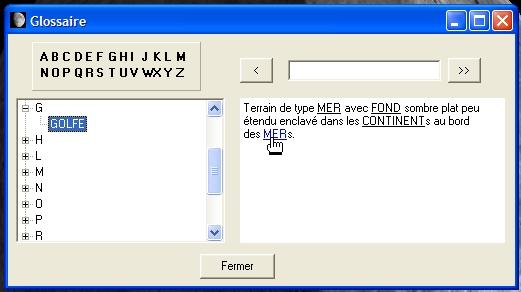 Glossaire
A B C D E F G H I J K L M
N O P Q R S T U V W X Y Z
<
>>
G
GOLFE
H
L
M
N
O
P
R
Terrain de type MER avec FOND sombre plat peu
étendu enclavé dans les CONTINENTs au bord
des MERs.
Fermer